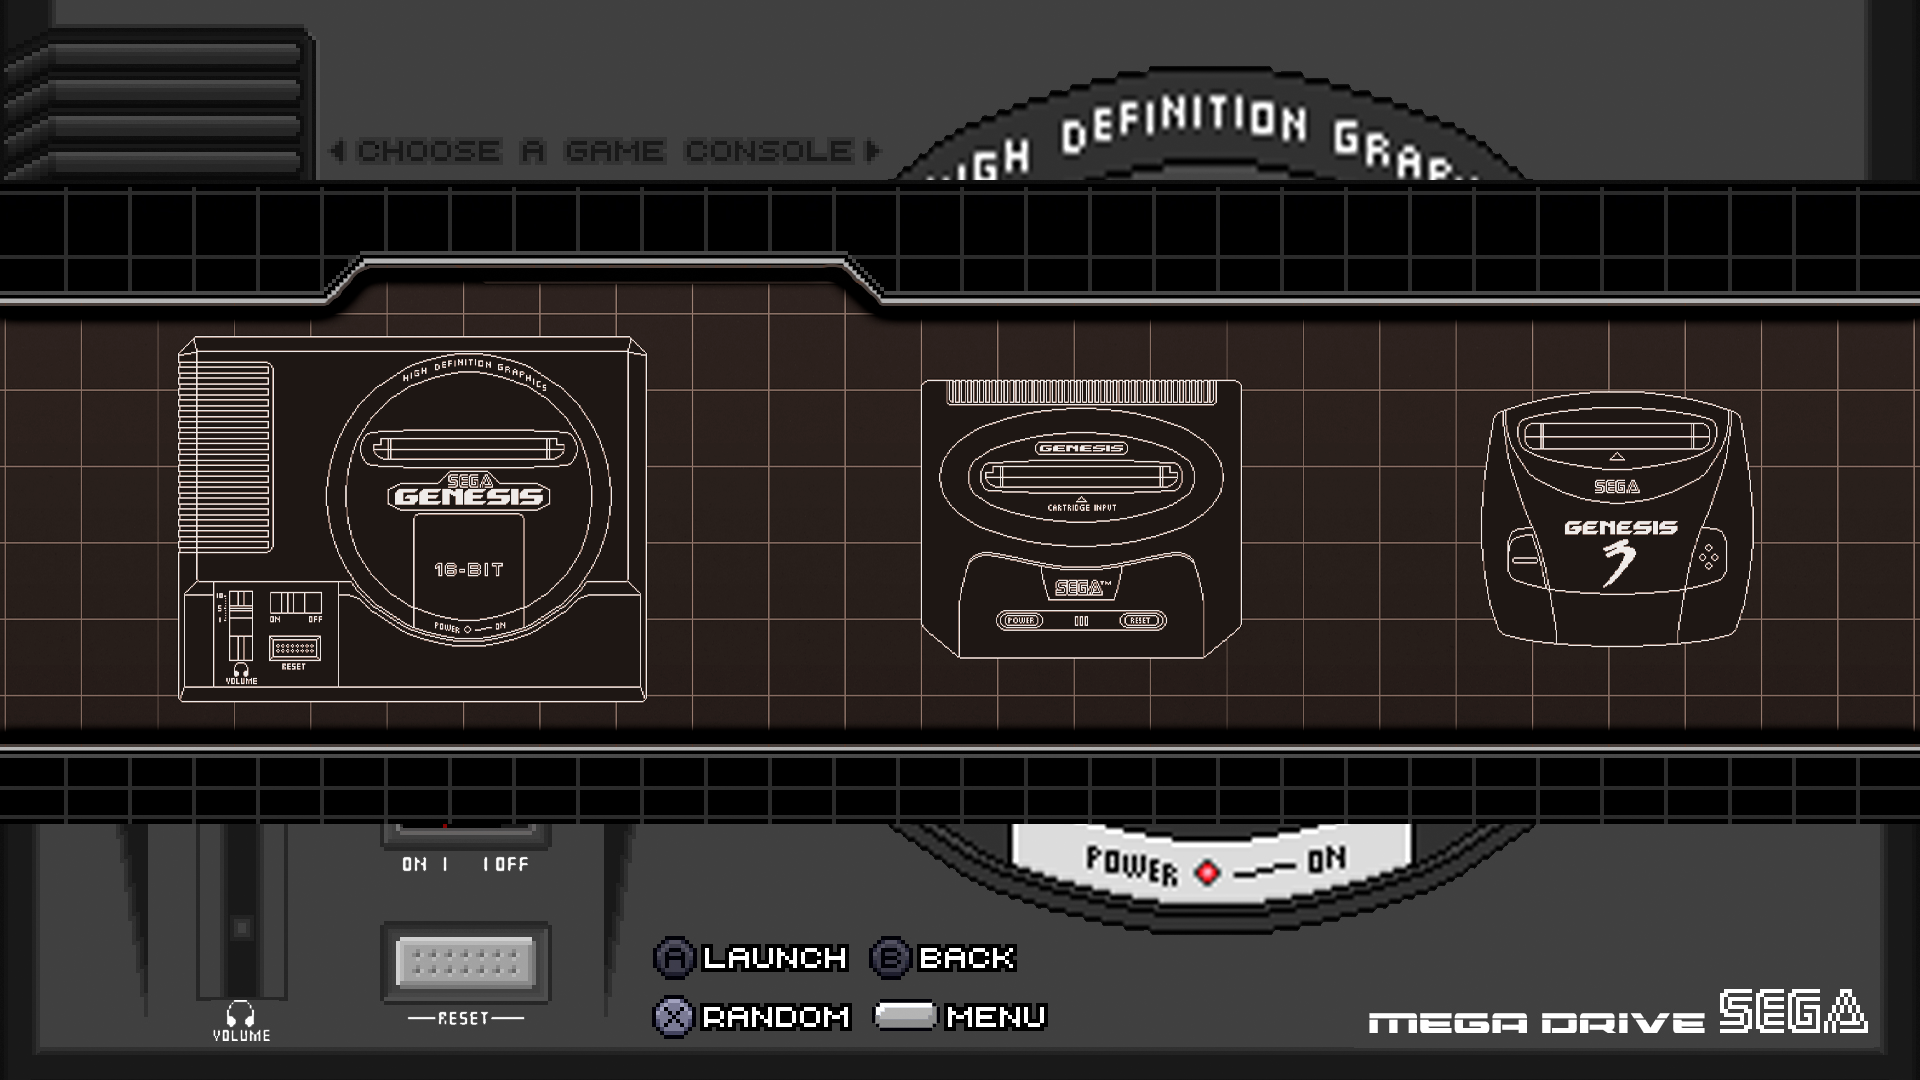 CHOOSE A GAME CONSOLE
HIGH DEFINITION GRAPH
HIGH DEFINITION GRAPHICS
SEGA
GENESIS
16-BIT
POWER ON
ON OFF
RESET
VOLUME
GENESIS
CARTRIDGE INPUT
SEGA™
POWER RESET
SEGA
GENESIS
3
ON OFF
POWER ON
RESET
VOLUME
A LAUNCH B BACK
X RANDOM MENU
MEGA DRIVE SEGA